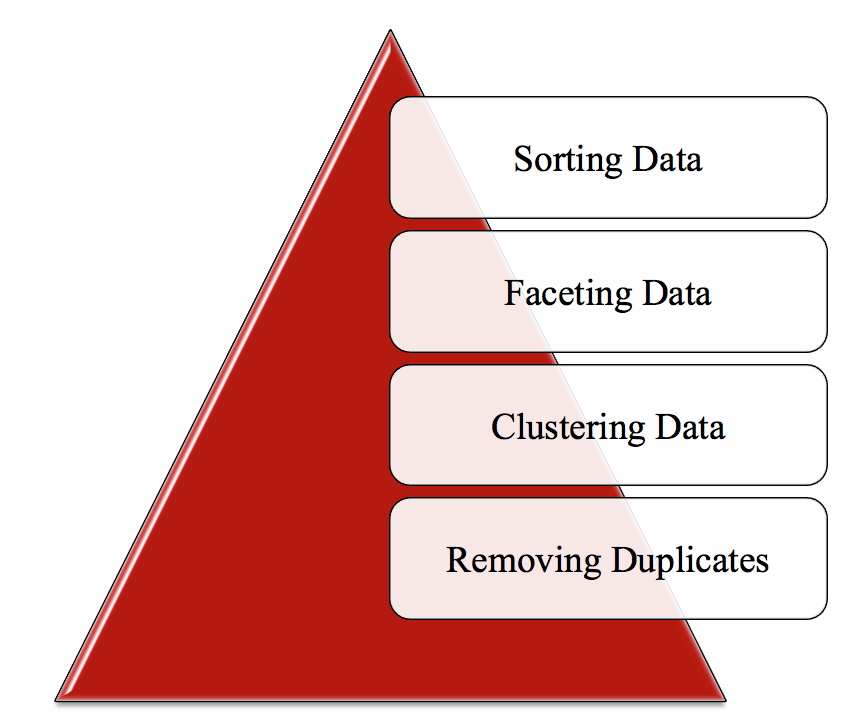 Sorting Data
Faceting Data
Clustering Data
Removing Duplicates